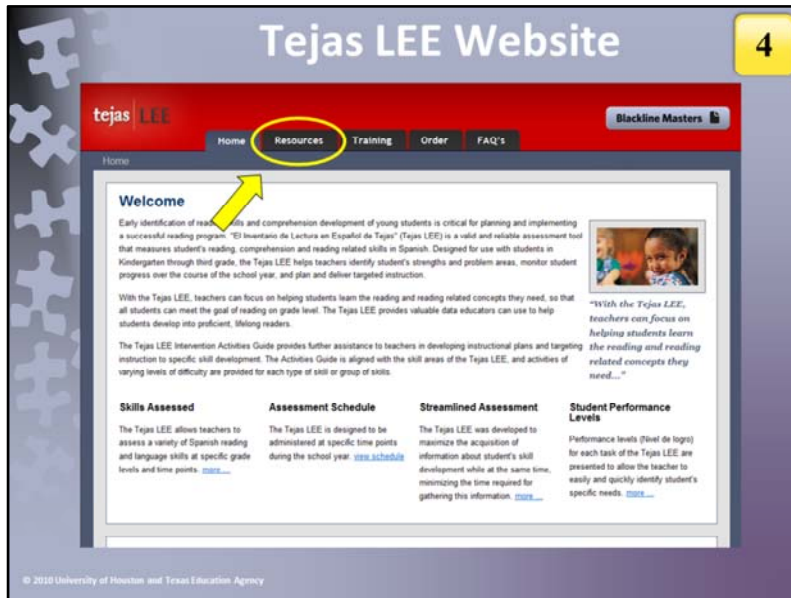 Tejas LEE Website
4
tejas LEE
Blackline Masters
Home
Resources
Training
Order
FAQ's
Home
Welcome
Early identification of reading skills and comprehension development of young students is critical for planning and implementing
a successful reading program. "El Inventario de Lectura en Español de Tejas" (Tejas LEE) is a valid and reliable assessment tool
that measures student's reading, comprehension and reading related skills in Spanish. Designed for use with students in
Kindergarten through third grade, the Tejas LEE helps teachers identify student's strengths and problem areas, monitor student
progress over the course of the school year, and plan and deliver targeted instruction.
With the Tejas LEE, teachers can focus on helping students learn the reading and reading related concepts they need, so that
all students can meet the goal of reading on grade level. The Tejas LEE provides valuable data educators can use to help
students develop into proficient, lifelong readers.
The Tejas LEE Intervention Activities Guide provides further assistance to teachers in developing instructional plans and targeting
instruction to specific skill development. The Activities Guide is aligned with the skill areas of the Tejas LEE, and activities of
varying levels of difficulty are provided for each type of skill or group of skills.
"With the Tejas LEE,
teachers can focus on
helping students learn
the reading and reading
related concepts they
need..."
Skills Assessed
The Tejas LEE allows teachers to
assess a variety of Spanish reading
and language skills at specific grade
levels and time points. more ...
Assessment Schedule
The Tejas LEE is designed to be
administered at specific time points
during the school year. view schedule
Streamlined Assessment
The Tejas LEE was developed to
maximize the acquisition of
information about student's skill
development while at the same time,
minimizing the time required for
gathering this information. more ...
Student Performance
Levels
Performance levels (Nivel de logro)
for each task of the Tejas LEE are
presented to allow the teacher to
easily and quickly identify student's
specific needs. more ...
© 2010 University of Houston and Texas Education Agency